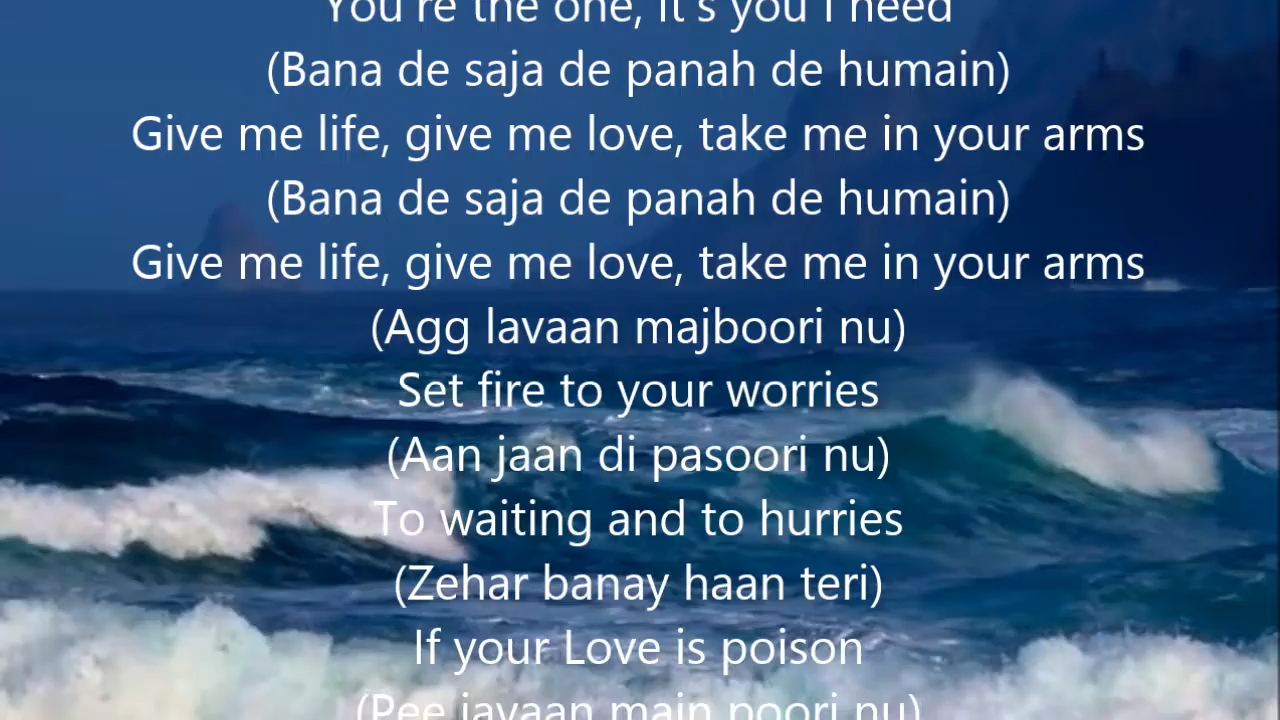 You're the one, it's you I need
(Bana de saja de panah de humain)
Give me life, give me love, take me in your arms
(Bana de saja de panah de humain)
Give me life, give me love, take me in your arms
(Agg lavaan majboori nu)
Set fire to your worries
(Aan jaan di pasoori nu)
To waiting and to hurries
(Zehar banay haan teri)
If your Love is poison
(Pee javaan main poori nu)